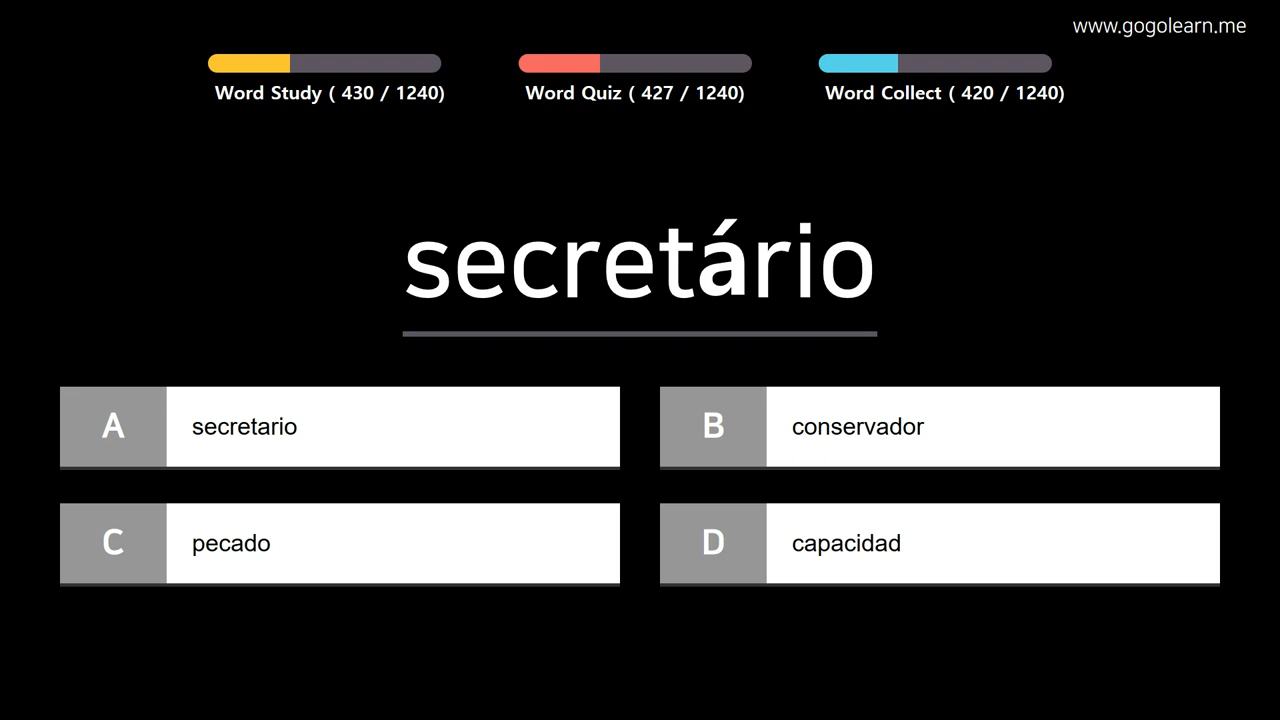 www.gogolearn.me
Word Study ( 430 / 1240)
Word Quiz ( 427 / 1240)
Word Collect ( 420 / 1240)
secretário
A secretario
B conservador
C pecado
D capacidad